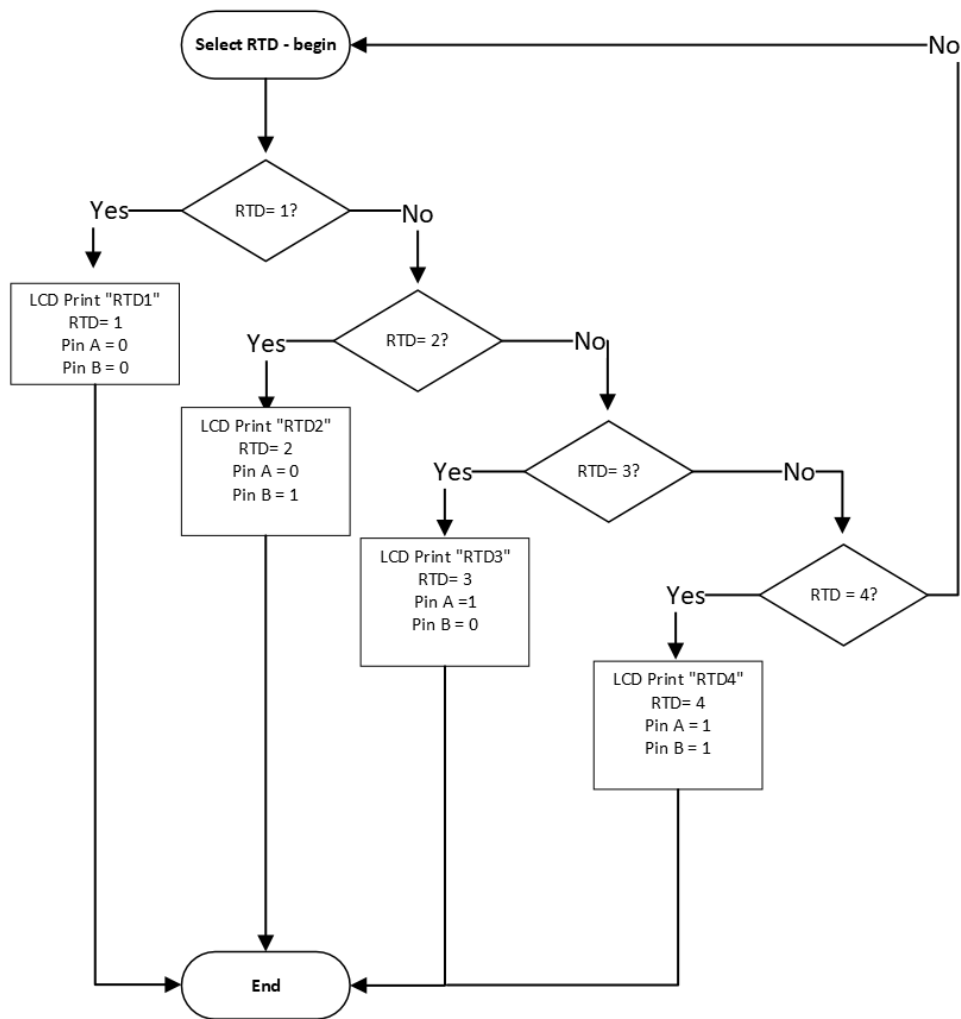 Select RTD - begin
No
RTD= 1?
Yes
No
LCD Print "RTD1"
RTD= 1
Pin A = 0
Pin B = 0
RTD= 2?
Yes
No
LCD Print "RTD2"
RTD= 2
Pin A = 0
Pin B = 1
RTD= 3?
Yes
No
LCD Print "RTD3"
RTD= 3
Pin A =1
Pin B = 0
RTD = 4?
Yes
LCD Print "RTD4"
RTD= 4
Pin A = 1
Pin B = 1
End